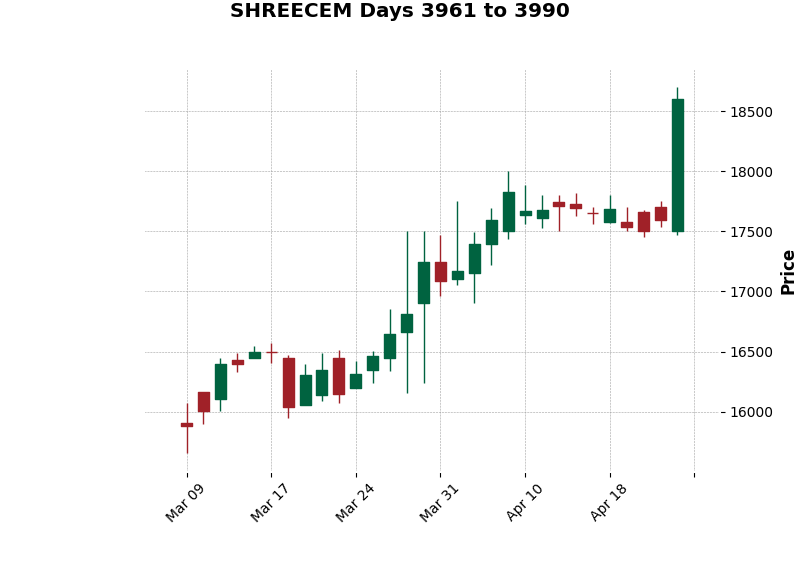 SHREECEM Days 3961 to 3990
18500
18000
17500
17000
16500
16000
Price
Mar 09
Mar 17
Mar 24
Mar 31
Apr 10
Apr 18